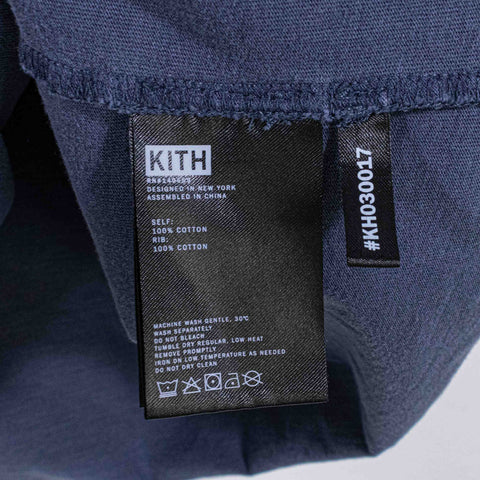 KITH
DESIGNED IN NEW YORK
ASSEMBLED IN CHINA
SELF:
100% COTTON
RIB:
100% COTTON
MACHINE WASH GENTLE, 30°C
WASH SEPARATELY
DO NOT BLEACH
TUMBLE DRY REGULAR, LOW HEAT
REMOVE PROMPTLY
IRON ON LOW TEMPERATURE AS NEEDED
DO NOT DRY CLEAN
#KH030017